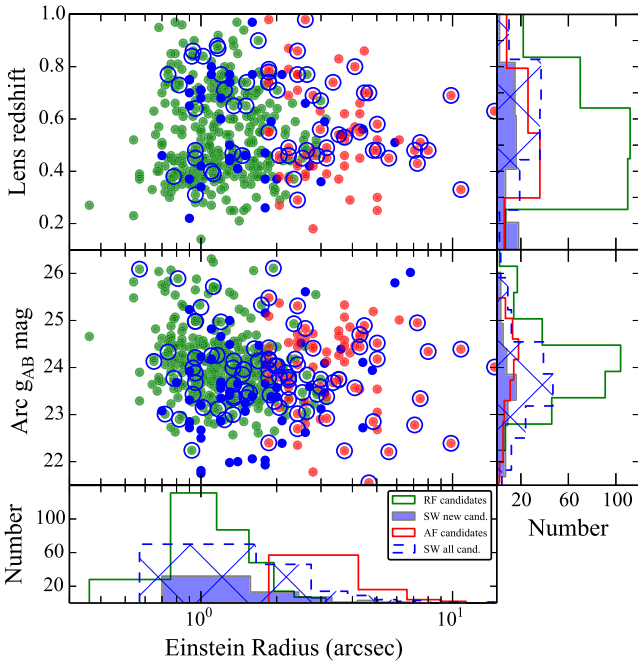 1.0
0.8
0.6
0.4
0.2
Lens redshift
26
25
24
23
22
Arc g_AB mag
100
60
20
Number
RF candidates
SW new cand.
AF candidates
SW all cand.
20 60 100
Number
10^0 10^1
Einstein Radius (arcsec)